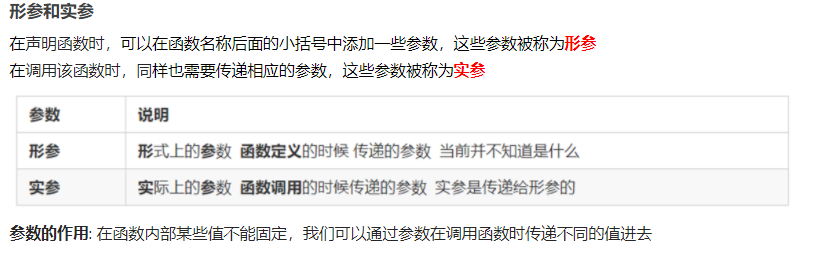 形参和实参
在声明函数时，可以在函数名称后面的小括号中添加一些参数，这些参数被称为形参
在调用该函数时，同样也需要传递相应的参数，这些参数被称为实参
参数 说明
形参 形式上的参数 函数定义的时候 传递的参数 当前并不知道是什么
实参 实际上的参数 函数调用的时候传递的参数 实参是传递给形参的
参数的作用: 在函数内部某些值不能固定，我们可以通过参数在调用函数时传递不同的值进去